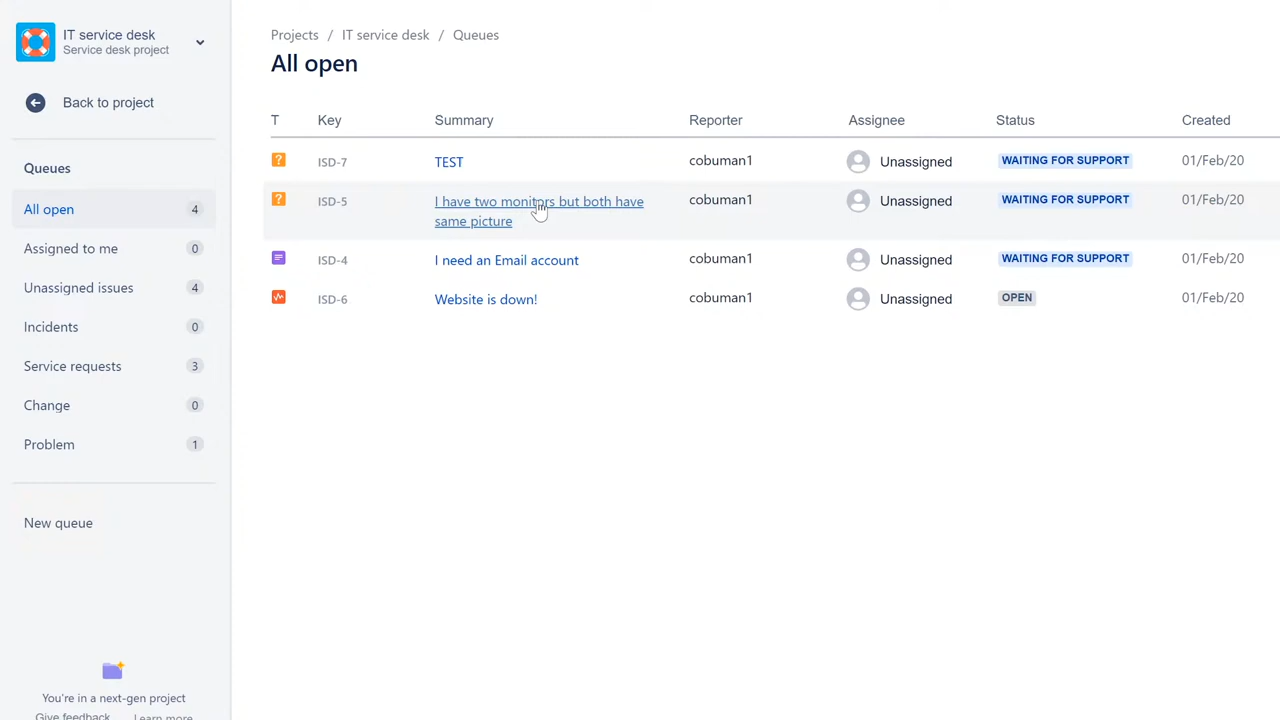 IT service desk
Service desk project
Back to project
Queues
All open 4
Assigned to me 0
Unassigned issues 4
Incidents 0
Service requests 3
Change 0
Problem 1
New queue
You're in a next-gen project
Give feedback Learn more
Projects / IT service desk / Queues
All open
T Key Summary Reporter Assignee Status Created
? ISD-7 TEST cobuman1 Unassigned WAITING FOR SUPPORT 01/Feb/20
? ISD-5 I have two monitors but both have cobuman1 Unassigned WAITING FOR SUPPORT 01/Feb/20
same picture
ISD-4 I need an Email account cobuman1 Unassigned WAITING FOR SUPPORT 01/Feb/20
ISD-6 Website is down! cobuman1 Unassigned OPEN 01/Feb/20